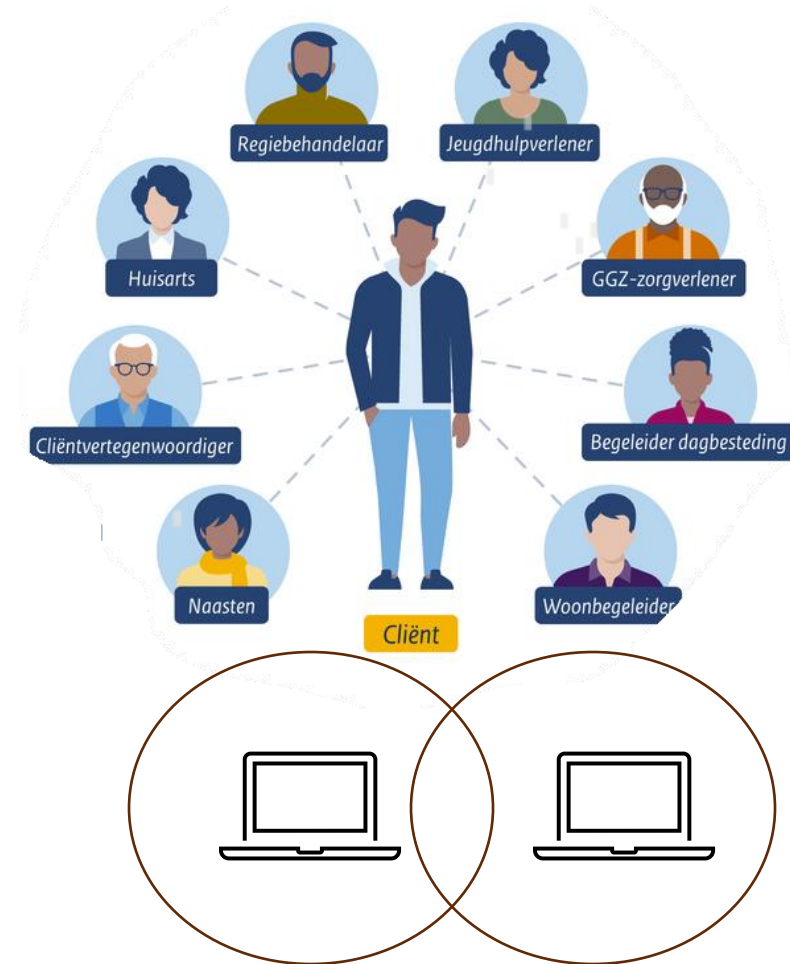 Regiebehandelaar
Jeugdhulpverlener
Huisarts
GGZ-zorgverlener
Cliëntvertegenwoordiger
Begeleider dagbesteding
Naasten
Woonbegeleider
Cliënt